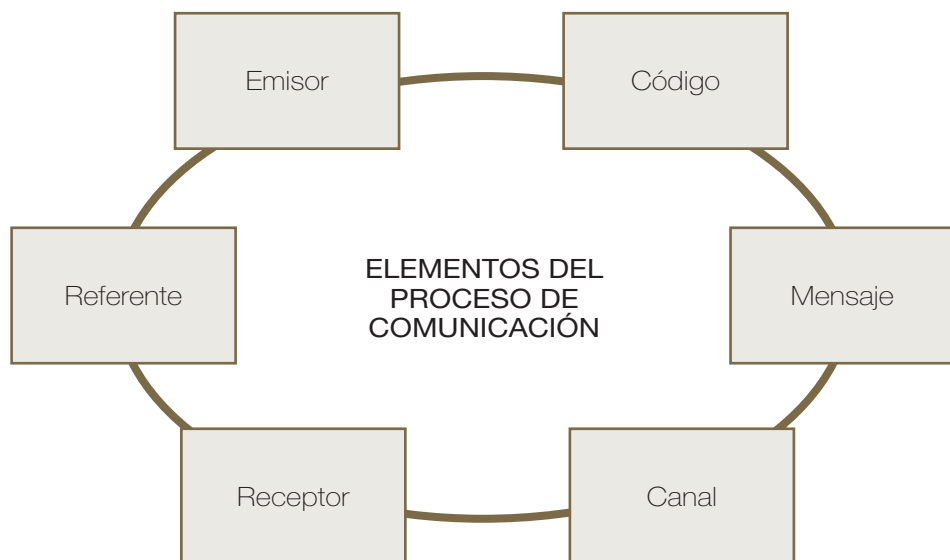 Emisor
Código
Referente
ELEMENTOS DEL
PROCESO DE
COMUNICACIÓN
Mensaje
Receptor
Canal